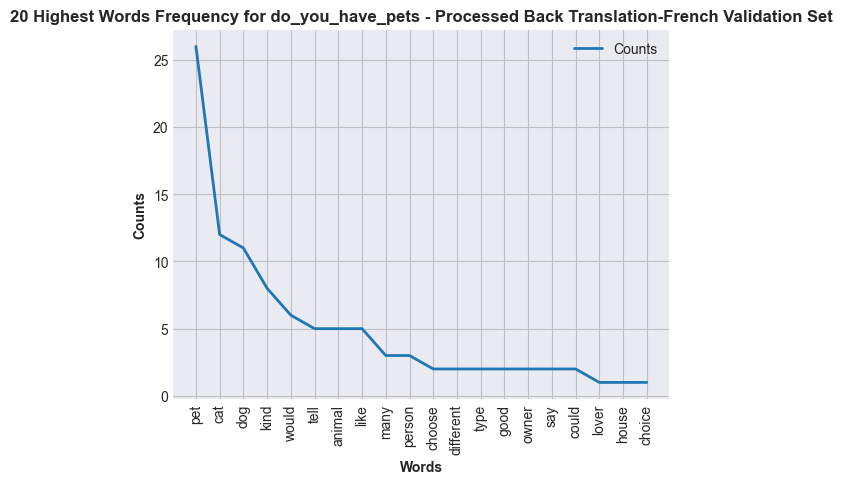 20 Highest Words Frequency for do_you_have_pets - Processed Back Translation-French Validation Set
Counts
25
20
15
10
5
0
Counts
pet
cat
dog
kind
would
tell
animal
like
many
person
choose
different
type
good
owner
say
could
lover
house
choice
Words